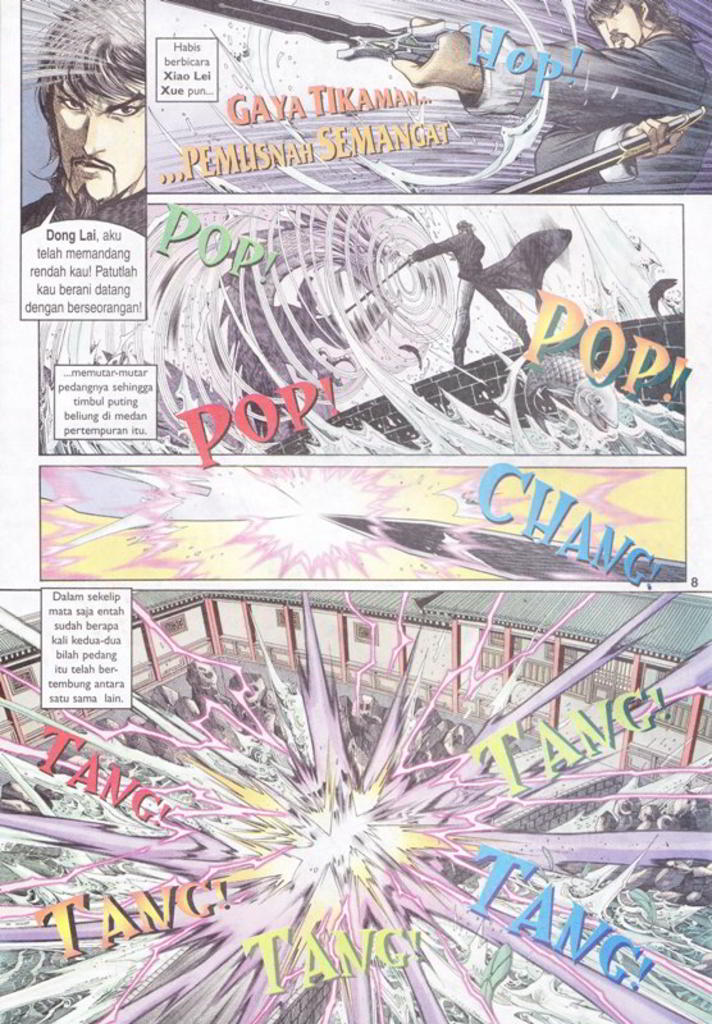 Habis
berbicara
Xiao Lei
Xue pun...
HOP!
GAYA TIKAMAN...
...PEMUSNAH SEMANGAT
Dong Lai, aku
telah memandang
rendah kau! Patutlah
kau berani datang
dengan berseorangan!
POP!
POP!
POP!
...memutar-mutar
pedangnya sehingga
timbul puting
beliung di medan
pertempuran itu.
CHANG!
8
Dalam sekelip
mata saja entah
sudah berapa
kali kedua-dua
bilah pedang
itu telah ber-
tembung antara
satu sama lain.
TANG!
TANG!
TANG!
TANG!
TANG!